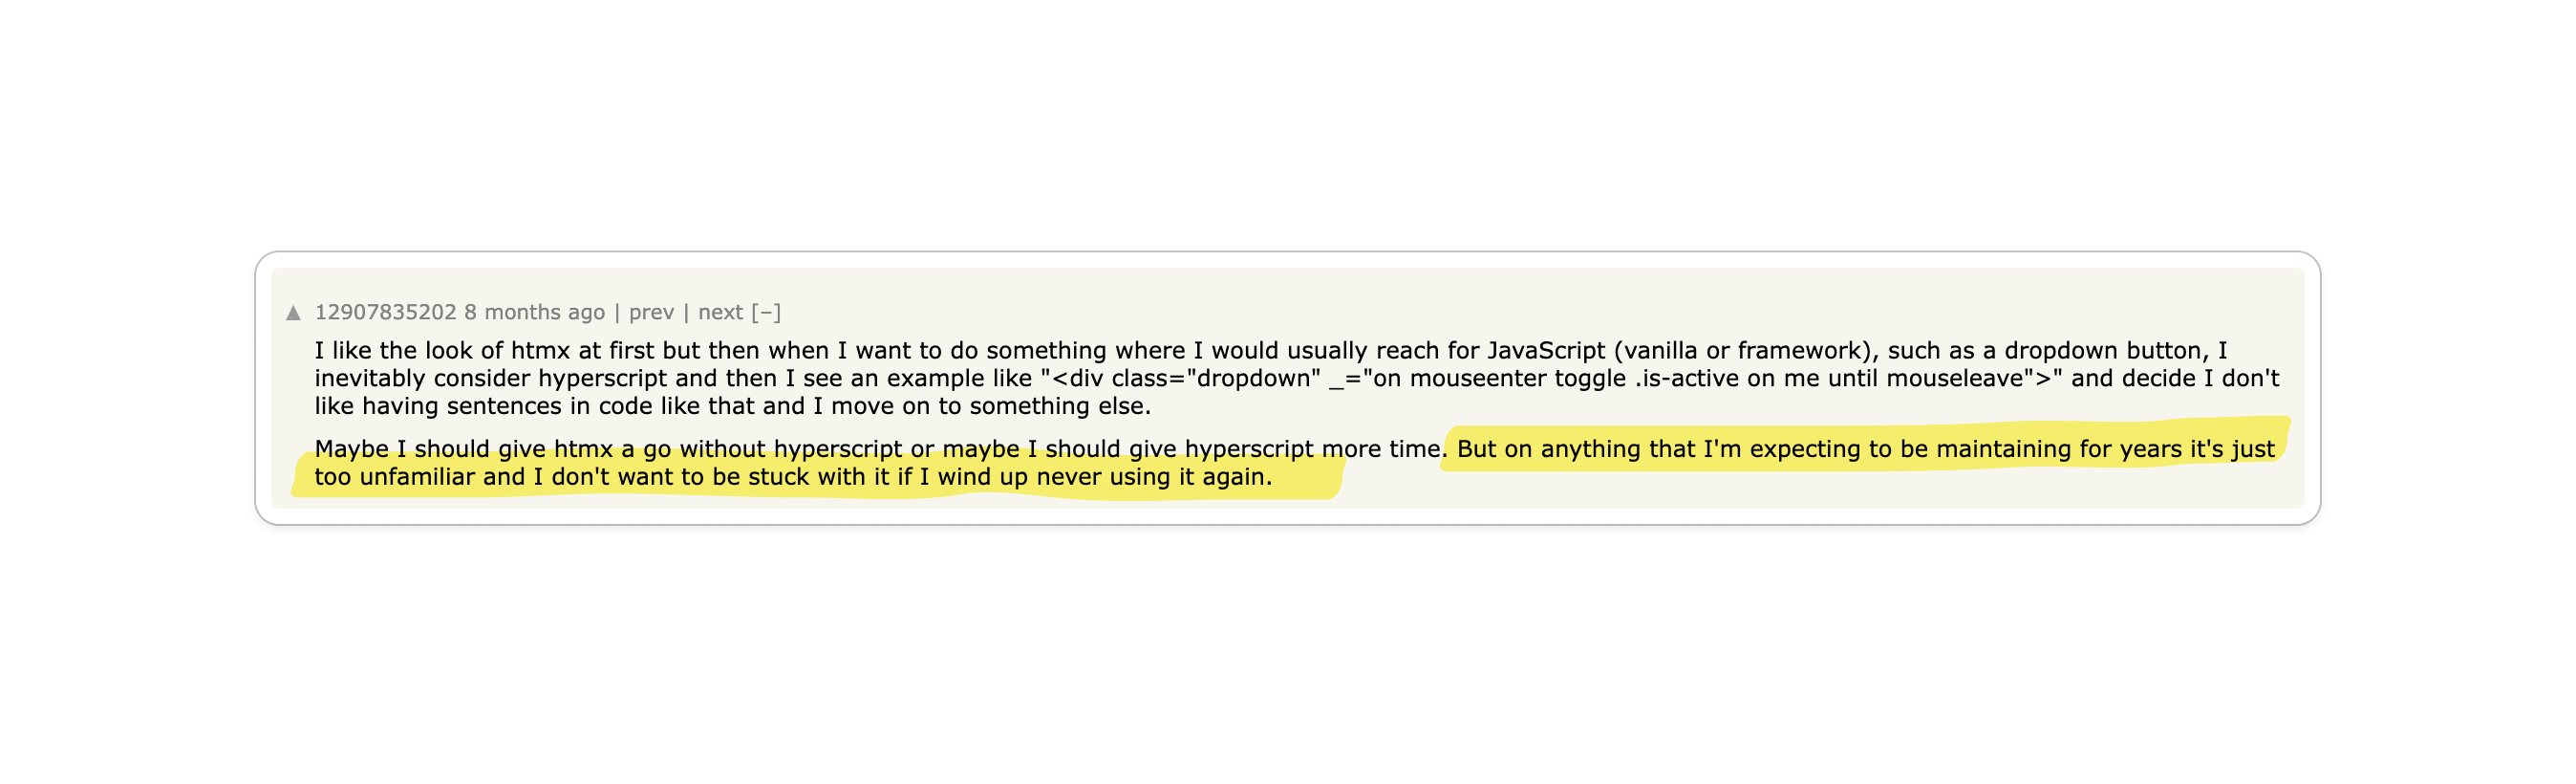 ▲ 12907835202 8 months ago | prev | next [–]
I like the look of htmx at first but then when I want to do something where I would usually reach for JavaScript (vanilla or framework), such as a dropdown button, I
inevitably consider hyperscript and then I see an example like "<div class="dropdown" _="on mouseenter toggle .is-active on me until mouseleave">" and decide I don't
like having sentences in code like that and I move on to something else.
Maybe I should give htmx a go without hyperscript or maybe I should give hyperscript more time. But on anything that I'm expecting to be maintaining for years it's just
too unfamiliar and I don't want to be stuck with it if I wind up never using it again.